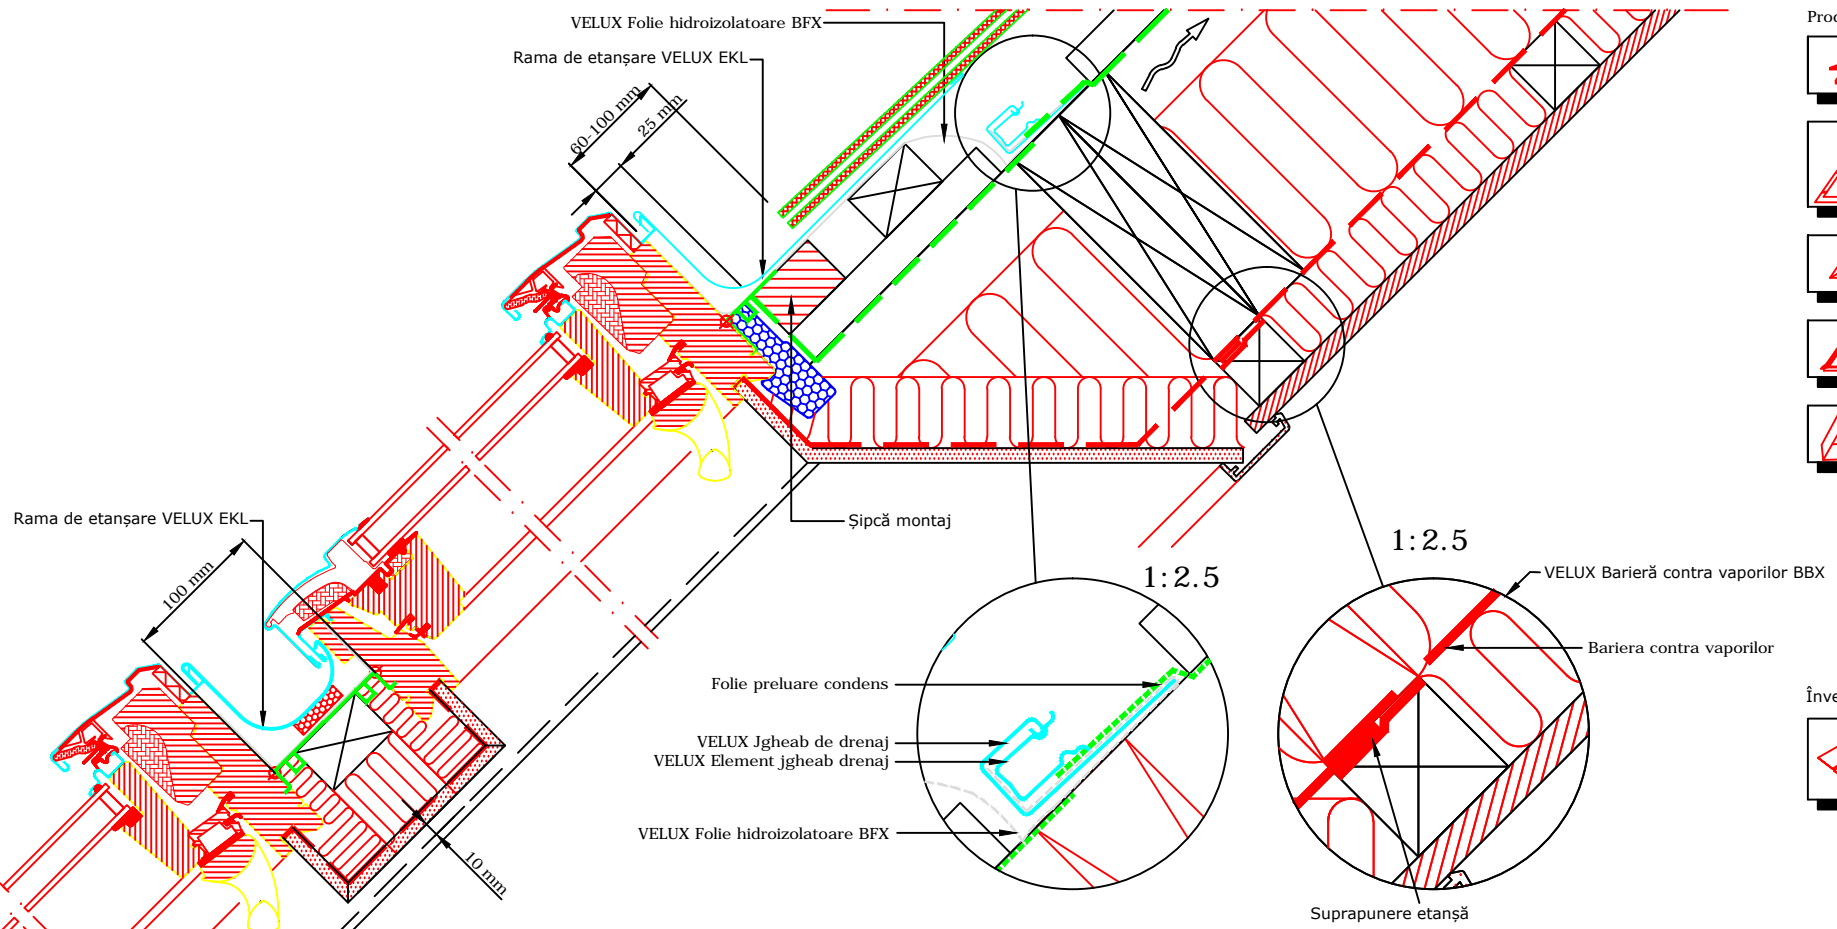 VELUX Folie hidroizolatoare BFX
Rama de etanșare VELUX EKL
60-100 mm
25 mm
Rama de etanșare VELUX EKL
100 mm
10 mm
Șipcă montaj
1:2.5
1:2.5
VELUX Barieră contra vaporilor BBX
Bariera contra vaporilor
Folie preluare condens
VELUX Jgheab de drenaj
VELUX Element jgheab drenaj
VELUX Folie hidroizolatoare BFX
Suprapunere etanșă